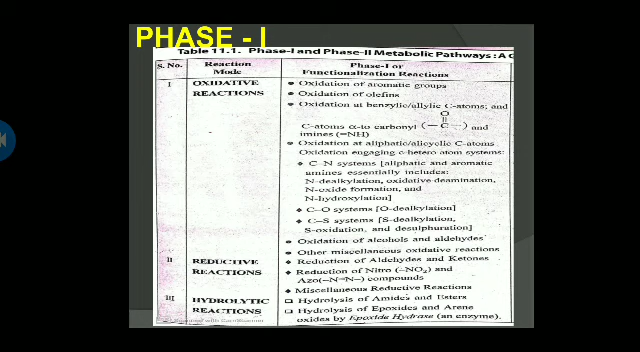 PHASE - I
Table 11.1. Phase-I and Phase-II Metabolic Pathways : A C
S. No.
Reaction
Mode
Phase-I or
Functionalization Reactions
I
OXIDATIVE
REACTIONS
Oxidation of aromatic groups
Oxidation of olefins
Oxidation at benzylic/allylic C-atoms; and
O
C-atoms α-to carbonyl (—C—) and
imines (=NH)
Oxidation at aliphatic/alicyclic C-atoms
Oxidation engaging c-hetero atom systems:
C–N systems [aliphatic and aromatic
amines essentially includes:
N-dealkylation, oxidative deamination,
N-oxide formation, and
N-hydroxylation]
C–O systems [O-dealkylation]
C–S systems [S-dealkylation,
S-oxidation, and desulphuration]
Oxidation of alcohols and aldehydes
Other miscellaneous oxidative reactions
II
REDUCTIVE
REACTIONS
Reduction of Aldehydes and Ketones
Reduction of Nitro (–NO₂) and
Azo(–N=N–) compounds
Miscellaneous Reductive Reactions
III
HYDROLYTIC
REACTIONS
Hydrolysis of Amides and Esters
Hydrolysis of Epoxides and Arene
oxides by Epoxide Hydrase (an enzyme).